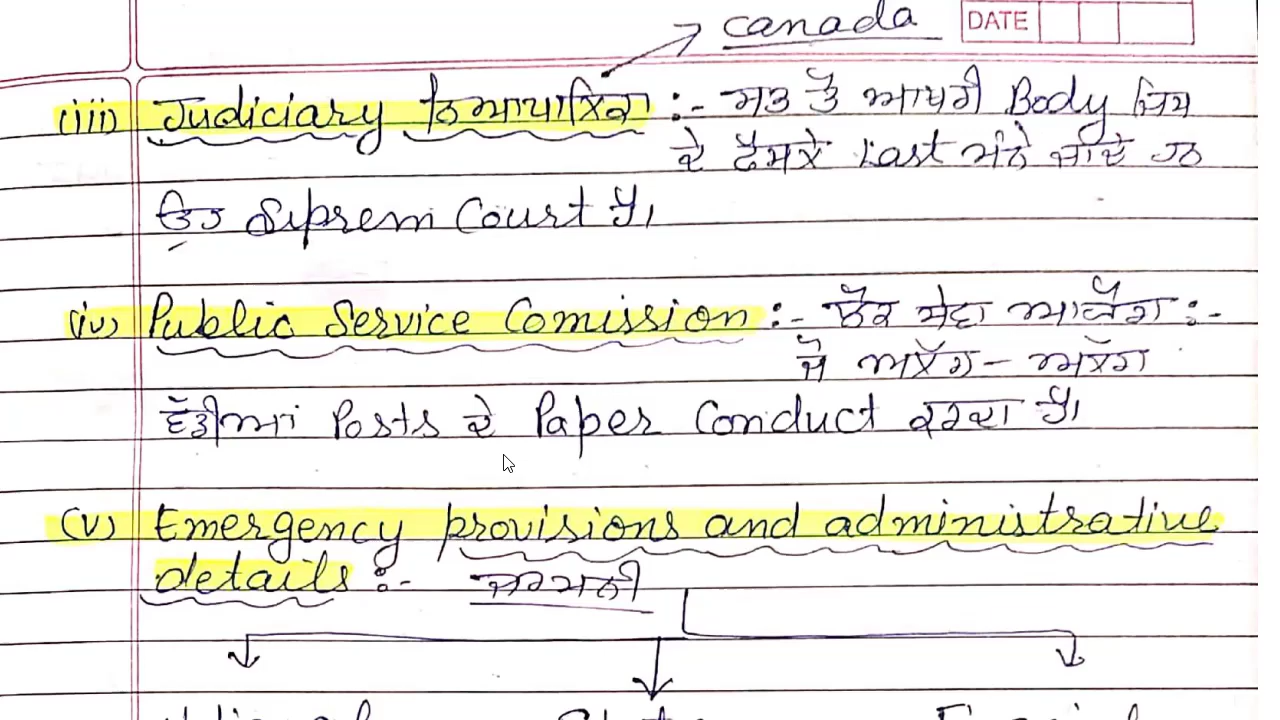 canada
DATE
(iii) Judiciary ਨਿਆਪਾਲਿਕਾ :- ਸਭ ਤੋਂ ਆਖਰੀ Body ਜਿਸ
ਦੇ ਫੈਸਲੇ Last ਮੰਨੇ ਜਾਂਦੇ ਹਨ
ਉਹ Suprem Court ਹੈ।
(iv) Public Service Comission :- ਲੋਕ ਸੇਵਾ ਆਯੋਗ :-
ਜੋ ਅਲੱਗ-ਅਲੱਗ
ਵੱਡੀਆਂ Posts ਦੇ Paper Conduct ਕਰਦਾ ਹੈ।
(v) Emergency provisions and administrative
details :- ਜਰਮਨੀ